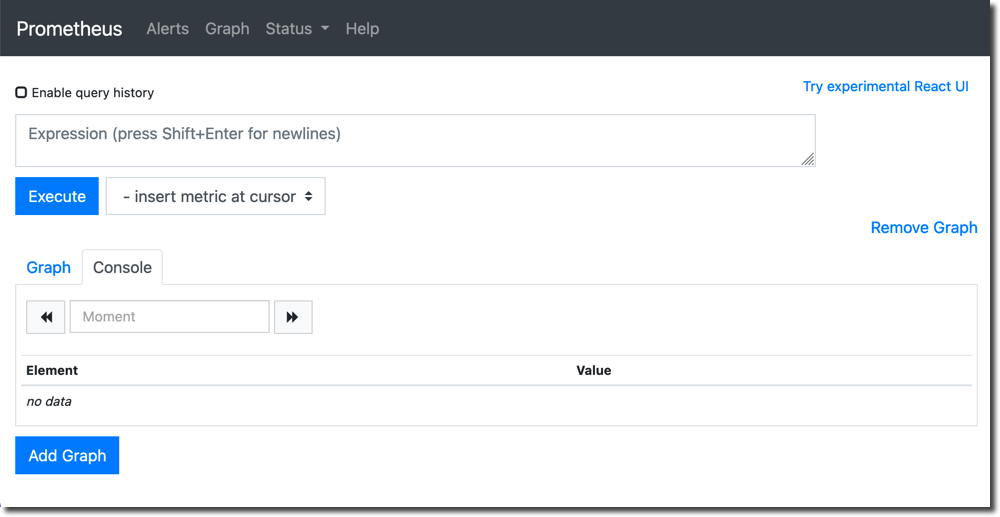 Prometheus Alerts Graph Status Help
Enable query history
Try experimental React UI
Expression (press Shift+Enter for newlines)
Execute - insert metric at cursor
Remove Graph
Graph Console
Moment
Element Value
no data
Add Graph